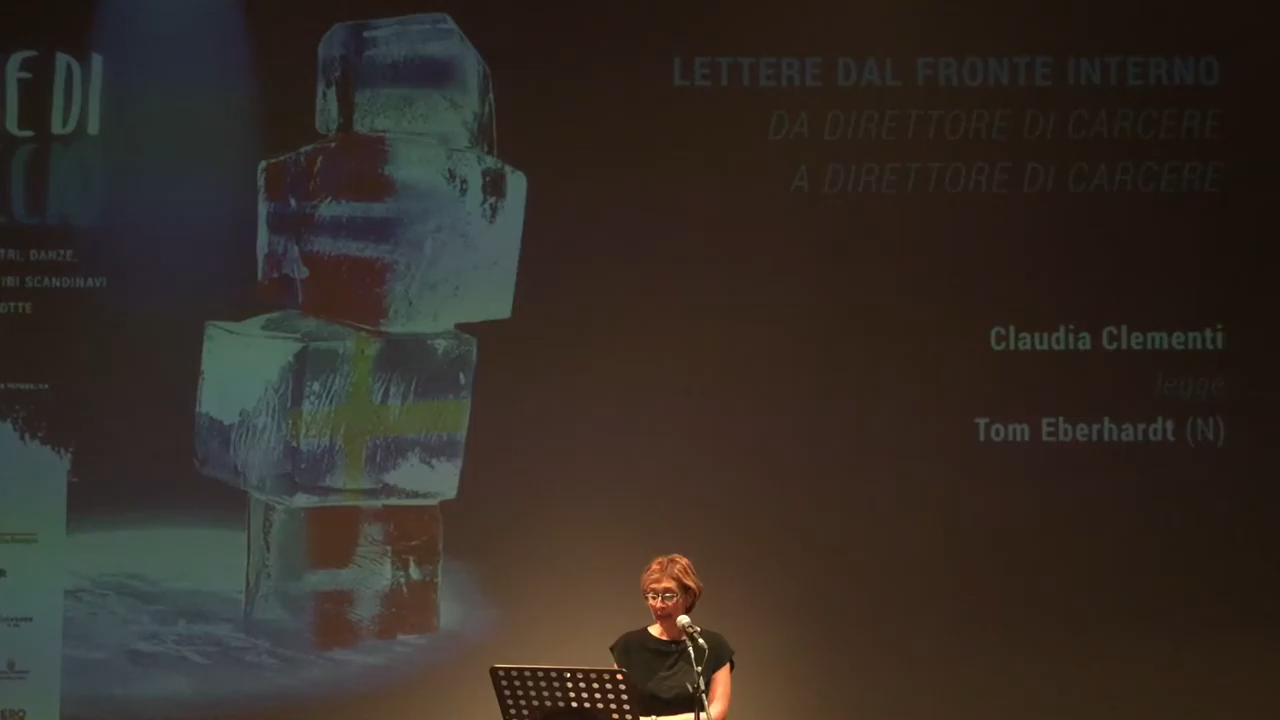 E DI
TRI, DANZE,
IRI SCANDINAVI
OTTE
LETTERE DAL FRONTE INTERNO
DA DIRETTORE DI CARCERE
A DIRETTORE DI CARCERE
Claudia Clementi
legge
Tom Eberhardt (N)